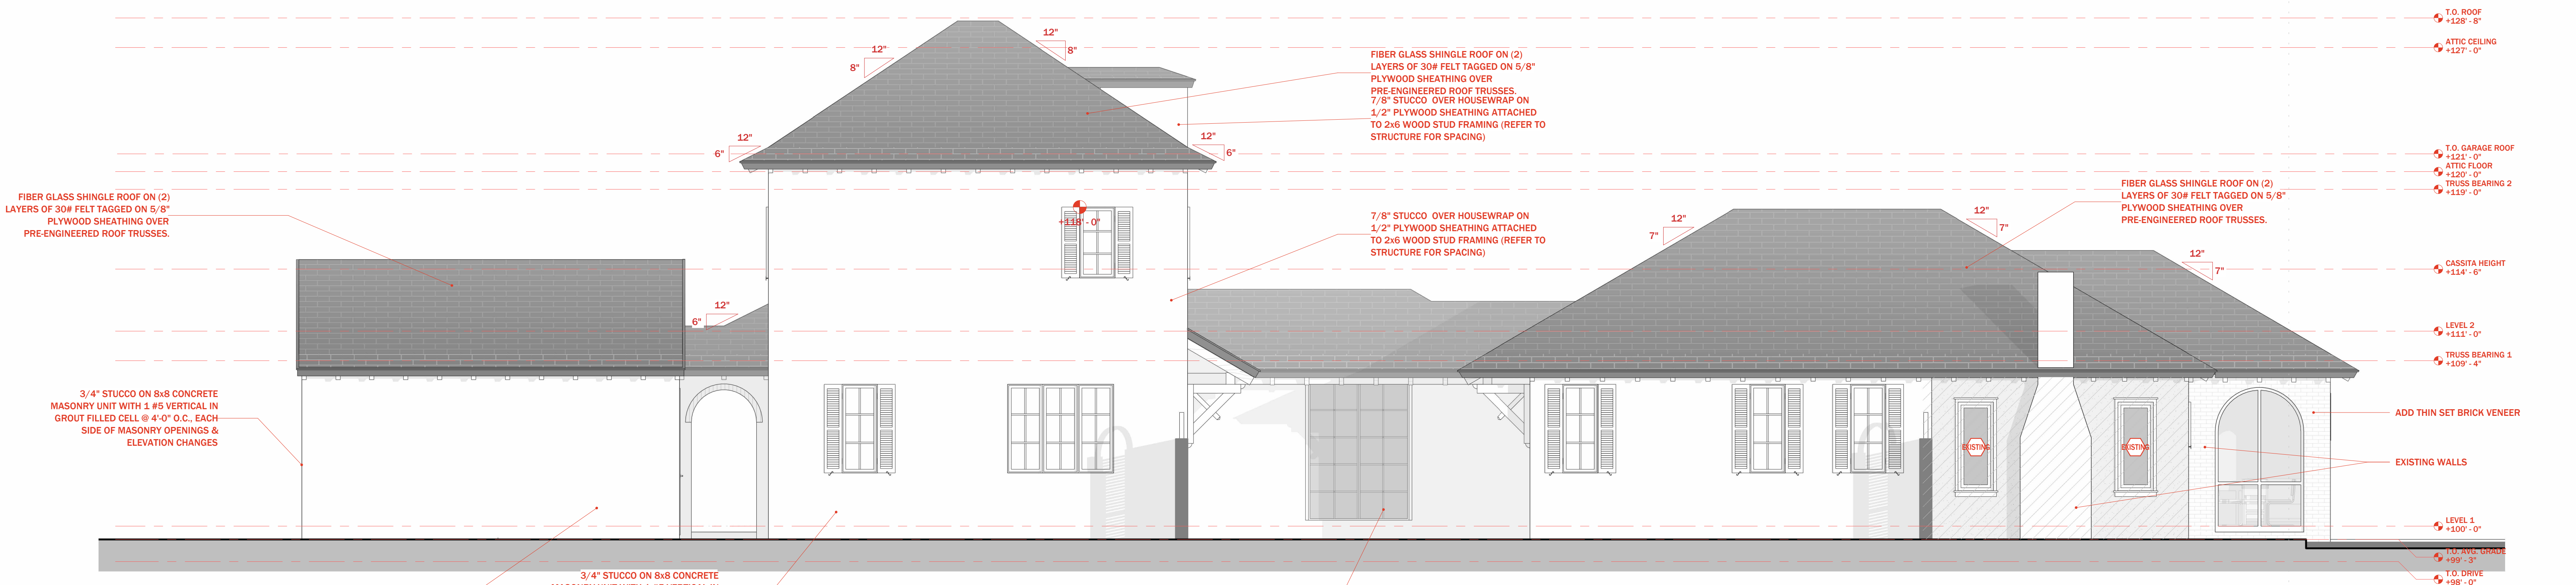 T.O. ROOF
+128' - 8"
ATTIC CEILING
+127' - 0"
12"
8"
12"
8"
FIBER GLASS SHINGLE ROOF ON (2)
LAYERS OF 30# FELT TAGGED ON 5/8"
PLYWOOD SHEATHING OVER
PRE-ENGINEERED ROOF TRUSSES.
7/8" STUCCO OVER HOUSEWRAP ON
1/2" PLYWOOD SHEATHING ATTACHED
TO 2x6 WOOD STUD FRAMING (REFER TO
STRUCTURE FOR SPACING)
12"
6"
12"
6"
T.O. GARAGE ROOF
+121' - 0"
ATTIC FLOOR
+120' - 0"
TRUSS BEARING 2
+119' - 0"
FIBER GLASS SHINGLE ROOF ON (2)
LAYERS OF 30# FELT TAGGED ON 5/8"
PLYWOOD SHEATHING OVER
PRE-ENGINEERED ROOF TRUSSES.
+118' - 0"
7/8" STUCCO OVER HOUSEWRAP ON
1/2" PLYWOOD SHEATHING ATTACHED
TO 2x6 WOOD STUD FRAMING (REFER TO
STRUCTURE FOR SPACING)
12"
7"
12"
7"
FIBER GLASS SHINGLE ROOF ON (2)
LAYERS OF 30# FELT TAGGED ON 5/8"
PLYWOOD SHEATHING OVER
PRE-ENGINEERED ROOF TRUSSES.
12"
7"
CASSITA HEIGHT
+114' - 6"
12"
6"
LEVEL 2
+111' - 0"
TRUSS BEARING 1
+109' - 4"
3/4" STUCCO ON 8x8 CONCRETE
MASONRY UNIT WITH 1 #5 VERTICAL IN
GROUT FILLED CELL @ 4'-0" O.C., EACH
SIDE OF MASONRY OPENINGS &
ELEVATION CHANGES
ADD THIN SET BRICK VENEER
EXISTING
EXISTING
EXISTING WALLS
LEVEL 1
+100' - 0"
T.O. AVG. GRADE
+99' - 3"
T.O. DRIVE
+98' - 0"
3/4" STUCCO ON 8x8 CONCRETE